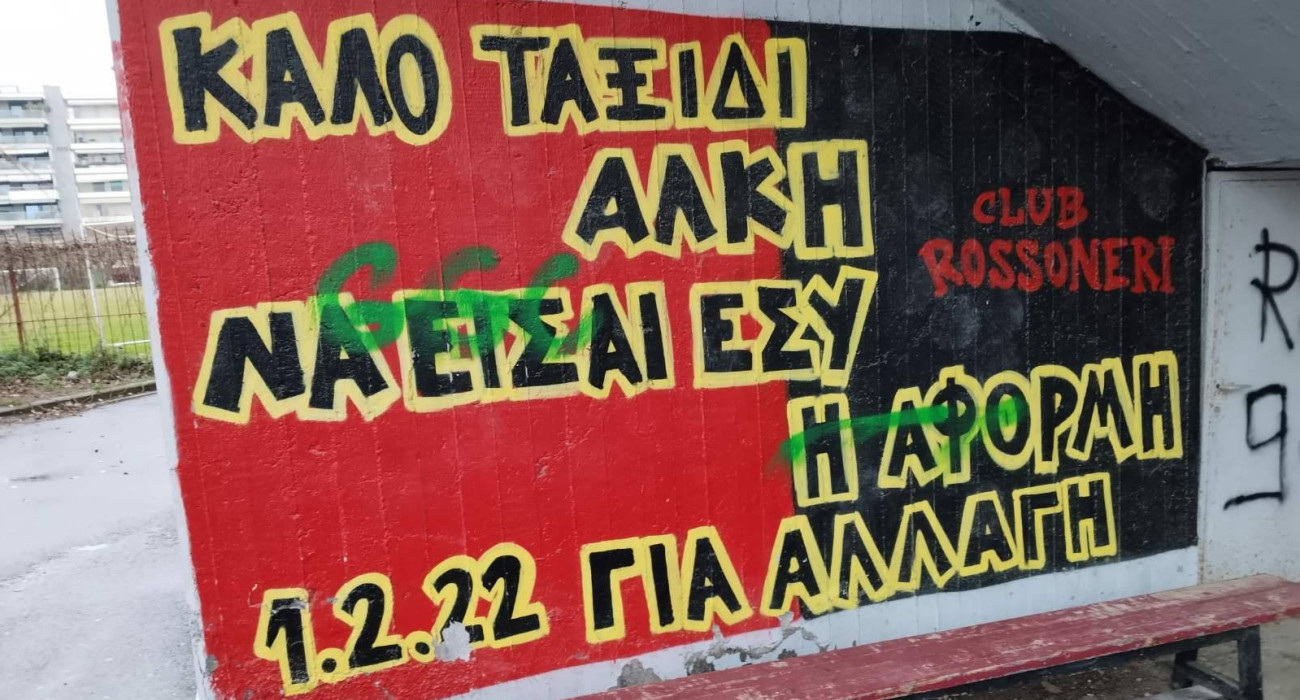 ΚΑΛΟ ΤΑΞΙΔΙ
ΑΛΚΗ
ΝΑ ΕΙΣΑΙ ΕΣΥ
Η ΑΦΟΡΜΗ
1.2.22 ΓΙΑ ΑΛΛΑΓΗ
CLUB
ROSSONERI